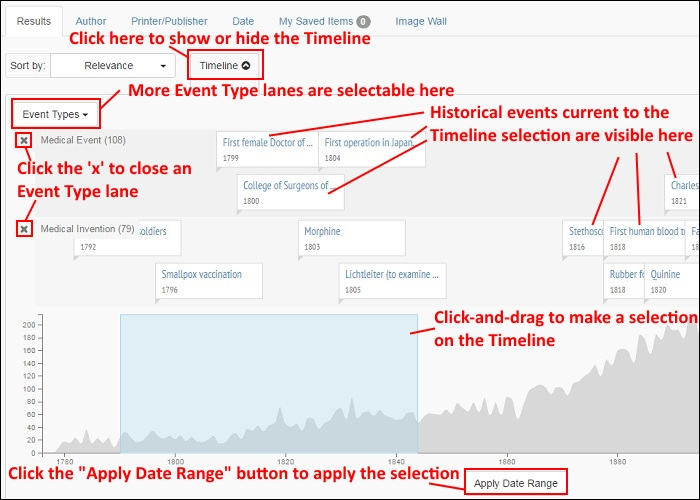 Results Author Printer/Publisher Date My Saved Items 0 Image Wall
Click here to show or hide the Timeline
Sort by: Relevance Timeline
More Event Type lanes are selectable here
Event Types
Historical events current to the
Timeline selection are visible here
Medical Event (108)
First female Doctor of ...
1799
First operation in Japan...
1804
Click the 'x' to close an
Event Type lane
College of Surgeons of ...
1800
Charles
1821
Medical Invention (79)
oldiers
1792
Morphine
1803
Stethosc
1816
First human blood tr
1818
Fa
Smallpox vaccination
1796
Lichtleiter (to examine ...
1805
Rubber fo
1818
Quinine
1820
Click-and-drag to make a selection
on the Timeline
200
180
160
140
120
100
80
60
40
20
0
1780 1800 1820 1840 1860 1880
Click the "Apply Date Range" button to apply the selection
Apply Date Range